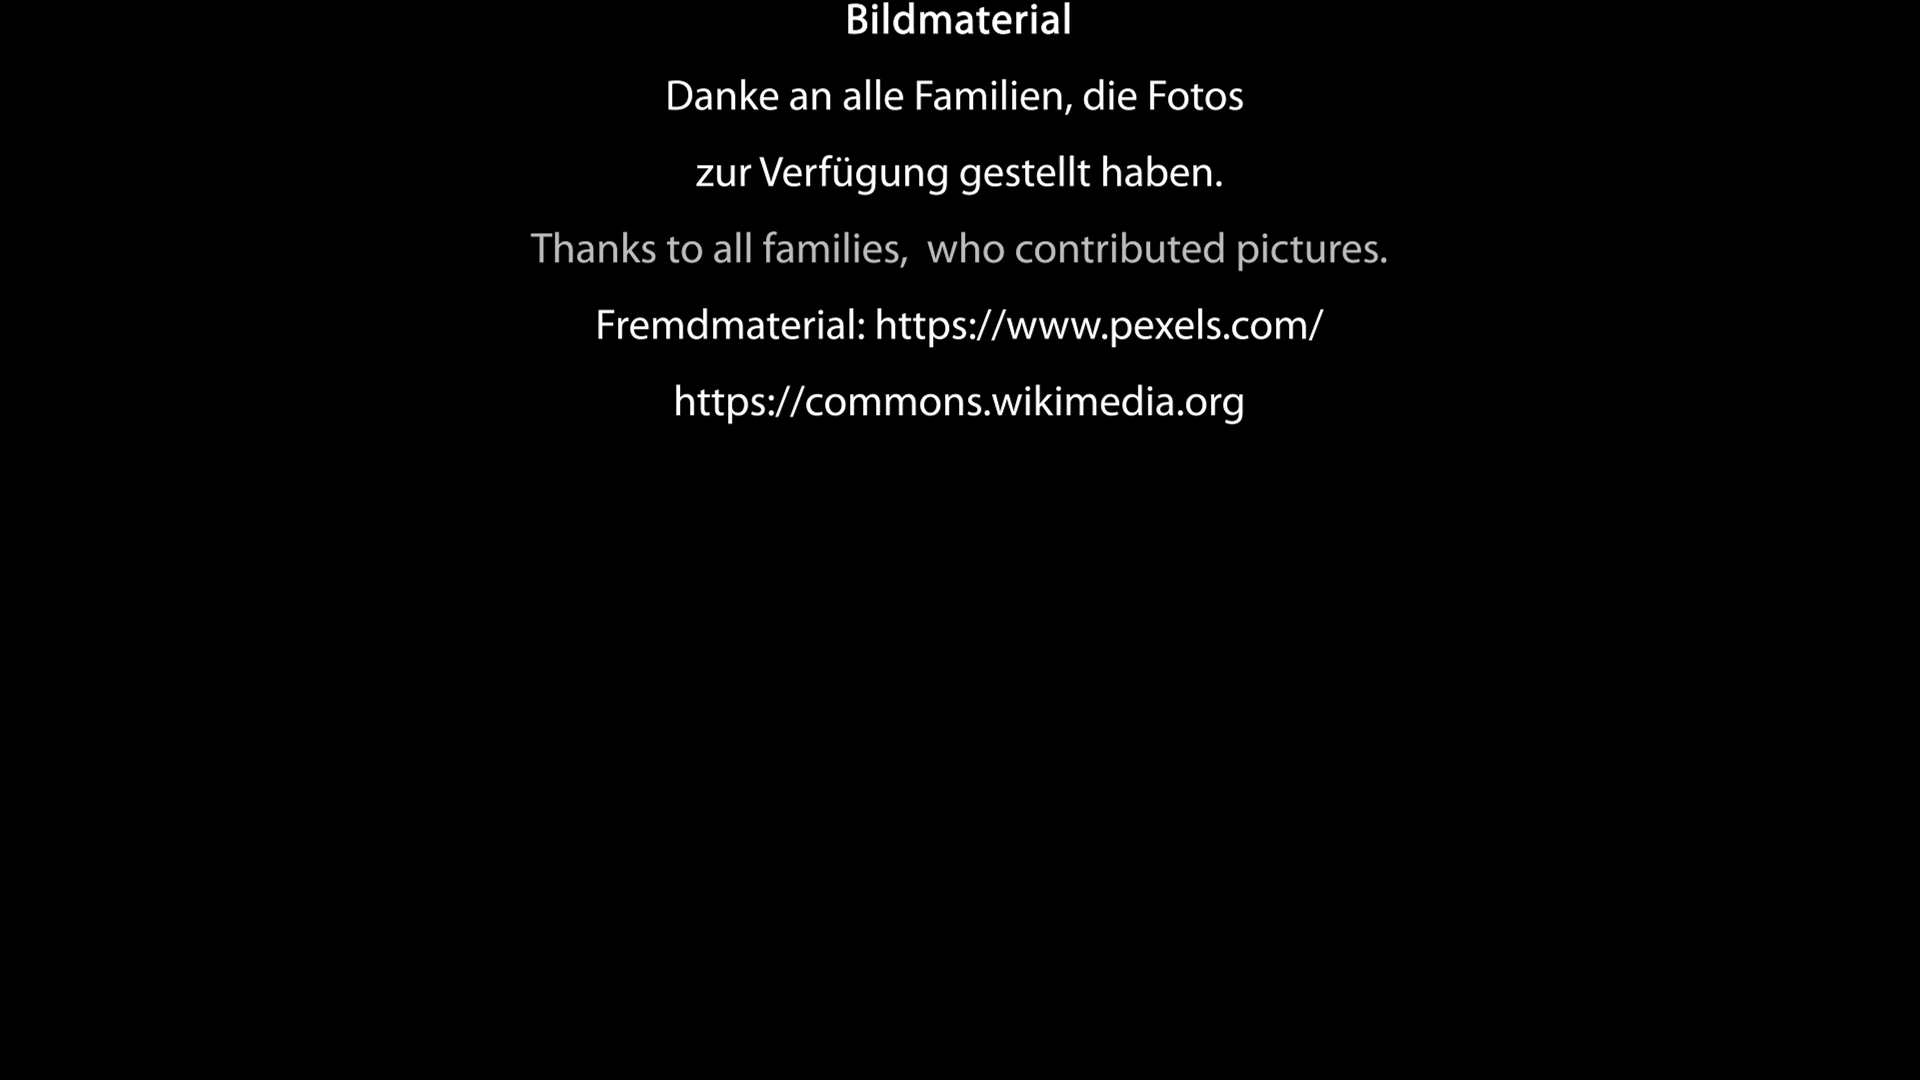 Bildmaterial
Danke an alle Familien, die Fotos
zur Verfügung gestellt haben.
Thanks to all families,  who contributed pictures.
Fremdmaterial: https://www.pexels.com/
https://commons.wikimedia.org